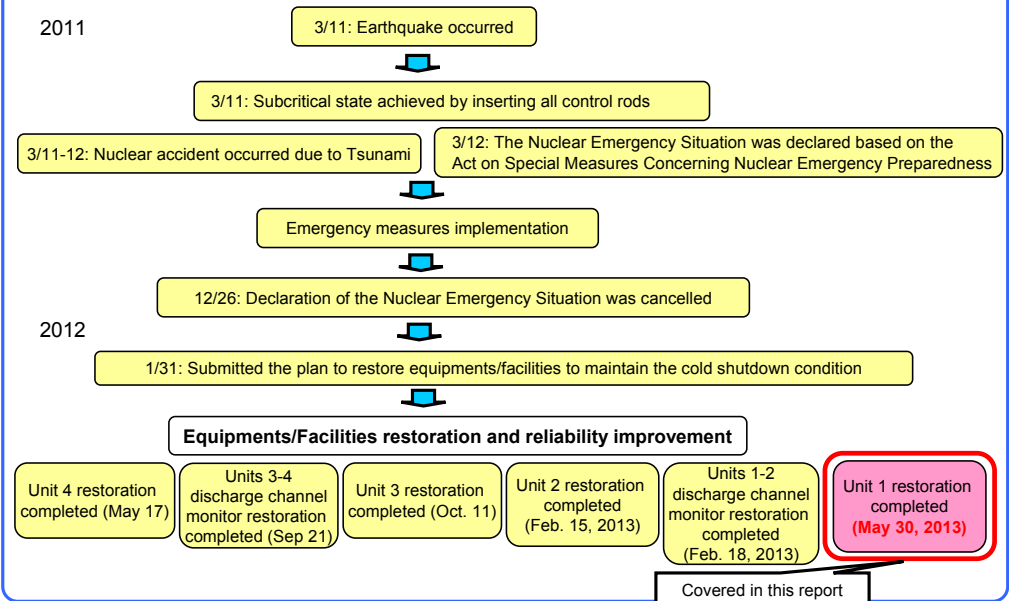 2011
3/11: Earthquake occurred
3/11: Subcritical state achieved by inserting all control rods
3/11-12: Nuclear accident occurred due to Tsunami
3/12: The Nuclear Emergency Situation was declared based on the
Act on Special Measures Concerning Nuclear Emergency Preparedness
Emergency measures implementation
12/26: Declaration of the Nuclear Emergency Situation was cancelled
2012
1/31: Submitted the plan to restore equipments/facilities to maintain the cold shutdown condition
Equipments/Facilities restoration and reliability improvement
Unit 4 restoration
completed (May 17)
Units 3-4
discharge channel
monitor restoration
completed (Sep 21)
Unit 3 restoration
completed (Oct. 11)
Unit 2 restoration
completed
(Feb. 15, 2013)
Units 1-2
discharge channel
monitor restoration
completed
(Feb. 18, 2013)
Unit 1 restoration
completed
(May 30, 2013)
Covered in this report